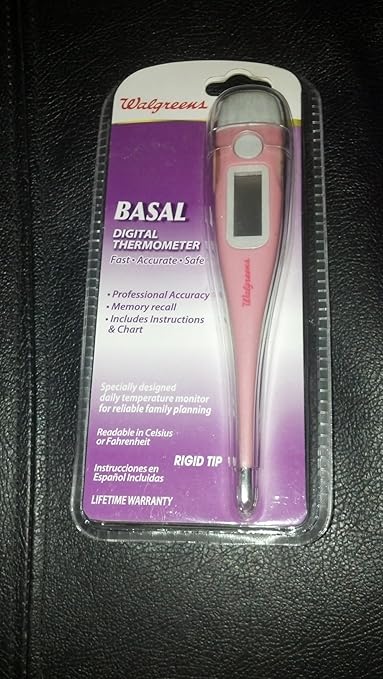 Walgreens
BASAL
DIGITAL
THERMOMETER
Fast • Accurate • Safe
• Professional Accuracy
• Memory recall
• Includes Instructions
& Chart
Walgreens
Specially designed
daily temperature monitor
for reliable family planning
Readable in Celsius
or Fahrenheit
RIGID TIP
Instrucciones en
Español Incluidas
LIFETIME WARRANTY